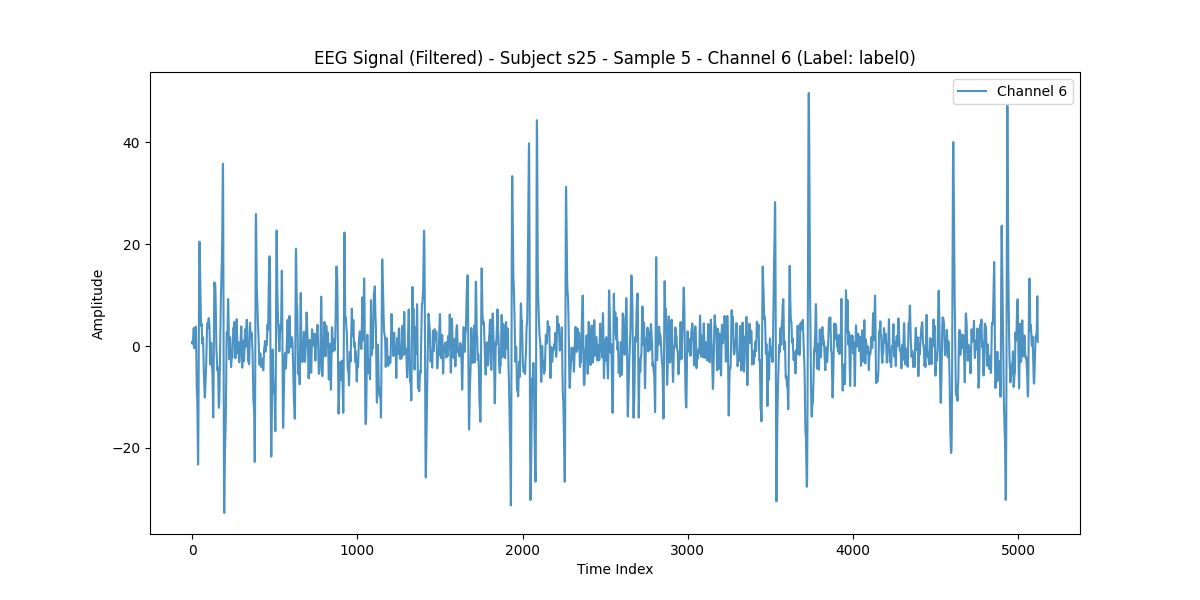 EEG Signal (Filtered) - Subject s25 - Sample 5 - Channel 6 (Label: label0)
Channel 6
40
20
0
−20
Amplitude
0 1000 2000 3000 4000 5000
Time Index